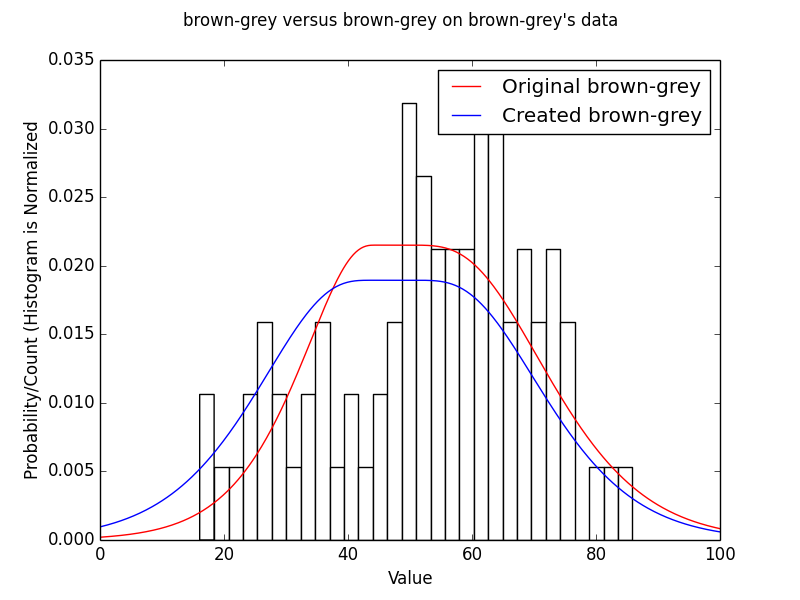 brown-grey versus brown-grey on brown-grey's data
0.035
0.030
0.025
0.020
0.015
0.010
0.005
0.000
Probability/Count (Histogram is Normalized
Original brown-grey
Created brown-grey
0 20 40 60 80 100
Value